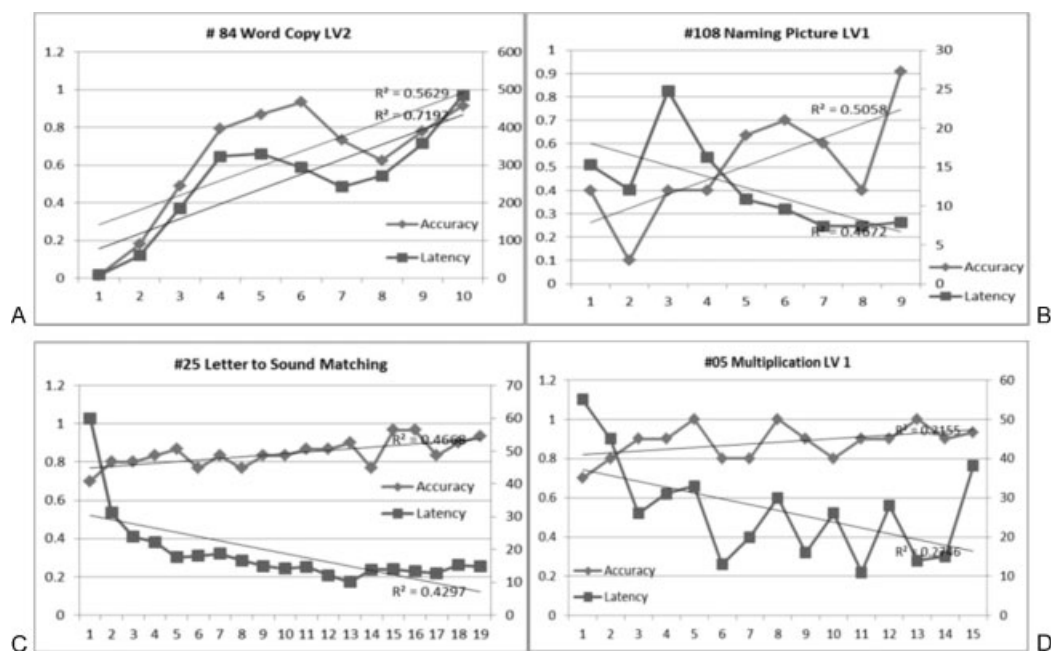 # 84 Word Copy LV2
1.2
1
0.8
0.6
0.4
0.2
0
600
500
400
300
200
100
0
R² = 0.5629
R² = 0.7192
Accuracy
Latency
1 2 3 4 5 6 7 8 9 10
A
#108 Naming Picture LV1
1
0.9
0.8
0.7
0.6
0.5
0.4
0.3
0.2
0.1
0
30
25
20
15
10
5
0
R² = 0.5058
R² = 0.4672
Accuracy
Latency
1 2 3 4 5 6 7 8 9
B
#25 Letter to Sound Matching
1.2
1
0.8
0.6
0.4
0.2
0
70
60
50
40
30
20
10
0
R² = 0.4668
Accuracy
Latency
R² = 0.4297
1 2 3 4 5 6 7 8 9 10 11 12 13 14 15 16 17 18 19
C
#05 Multiplication LV 1
1.2
1
0.8
0.6
0.4
0.2
0
60
50
40
30
20
10
0
R² = 0.2155
R² = 0.2246
Accuracy
Latency
1 2 3 4 5 6 7 8 9 10 11 12 13 14 15
D